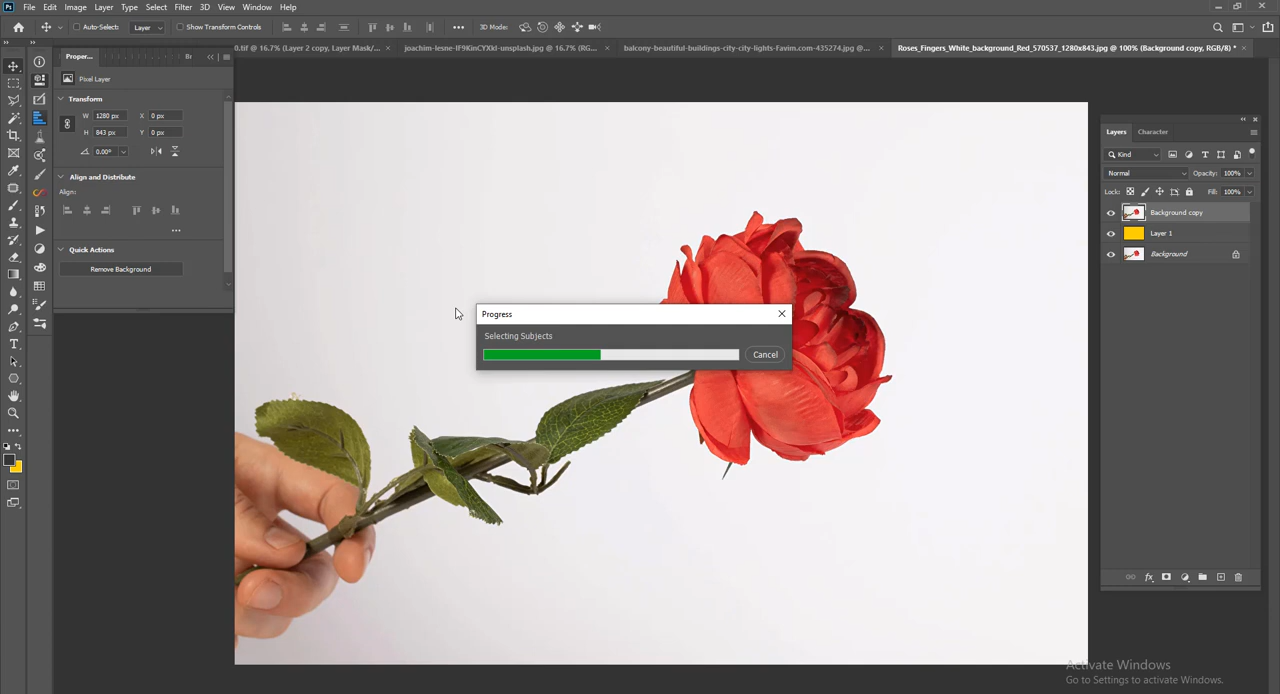 Ps File Edit Image Layer Type Select Filter 3D View Window Help
Auto-Select: Layer Show Transform Controls 3D Mode:
0.tif @ 16.7% (Layer 2 copy, Layer Mask/... × joachim-lesne-IF9KinCYXkI-unsplash.jpg @ 16.7% (RG... × balcony-beautiful-buildings-city-city-lights-Favim.com-435274.jpg @... × Roses_Fingers_White_background_Red_570537_1280x843.jpg @ 100% (Background copy, RGB/8) * ×
Proper... Br
Pixel Layer
Transform
W 1280 px X 0 px
H 843 px Y 0 px
0.00°
Align and Distribute
Align:
Quick Actions
Remove Background
Progress
Selecting Subjects
Cancel
Layers Character
Kind
Normal Opacity: 100%
Lock: Fill: 100%
Background copy
Layer 1
Background
fx
Activate Windows
Go to Settings to activate Windows.